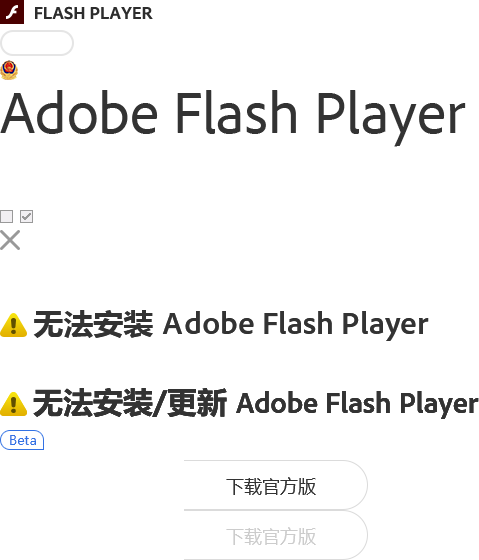 FLASH PLAYER
Adobe Flash Player
无法安装 Adobe Flash Player
无法安装/更新 Adobe Flash Player
Beta
下载官方版
下载官方版